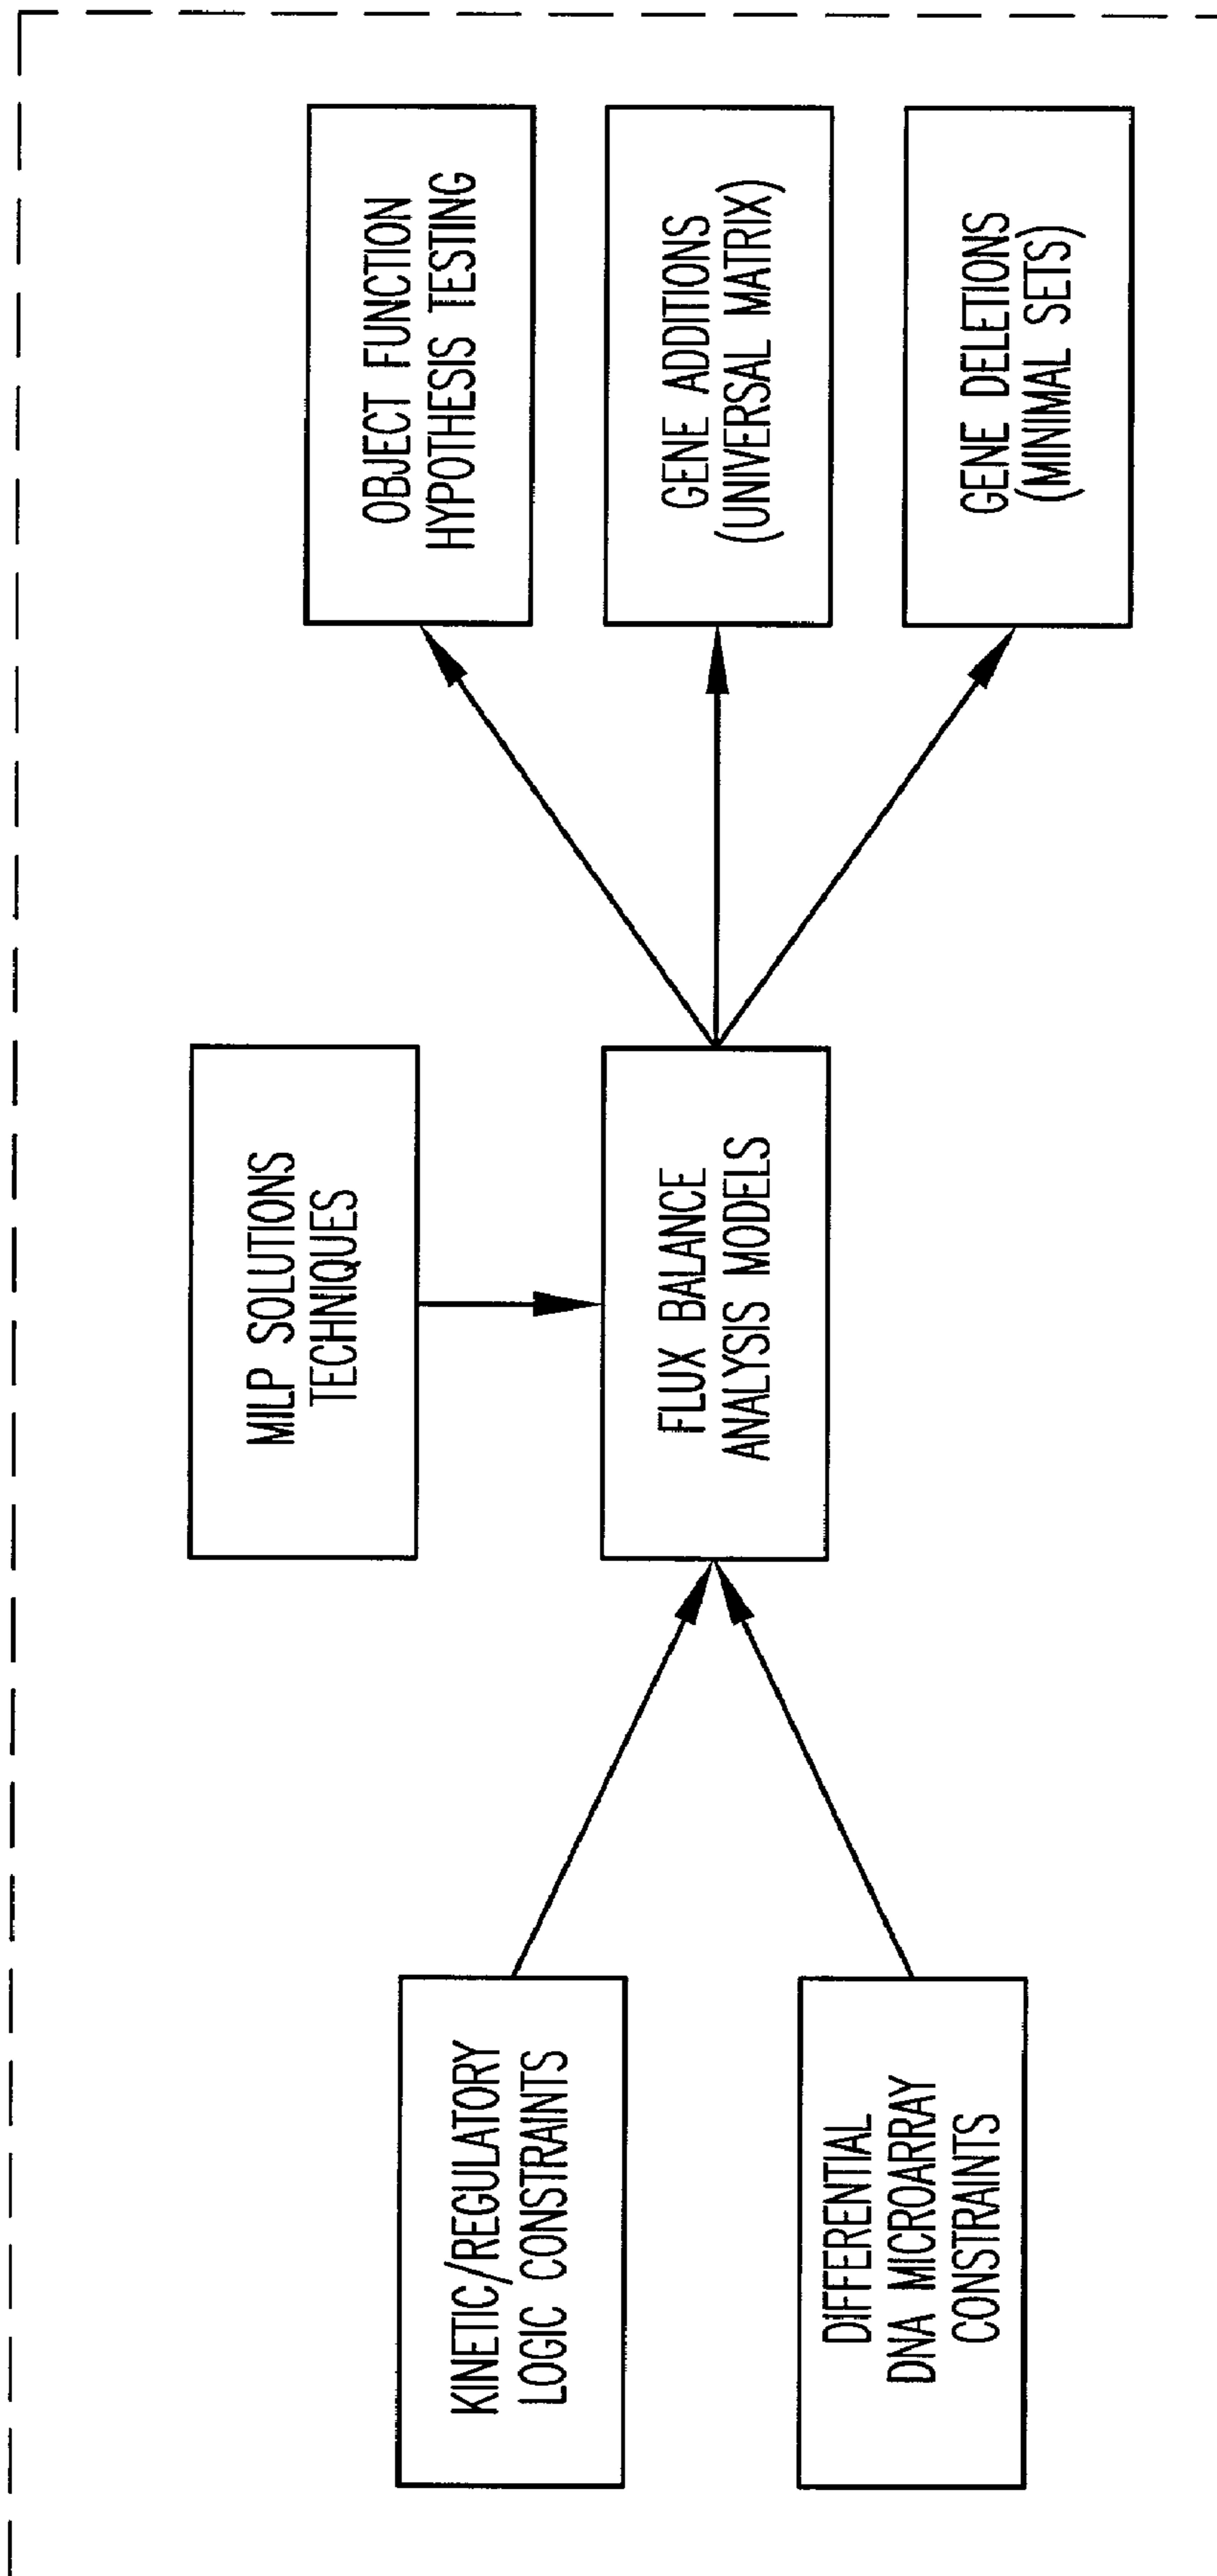 KINETIC/REGULATORY
LOGIC CONSTRAINTS
DIFFERENTIAL
DNA MICROARRAY
CONSTRAINTS
MILP SOLUTIONS
TECHNIQUES
FLUX BALANCE
ANALYSIS MODELS
OBJECT FUNCTION
HYPOTHESIS TESTING
GENE ADDITIONS
(UNIVERSAL MATRIX)
GENE DELETIONS
(MINIMAL SETS)